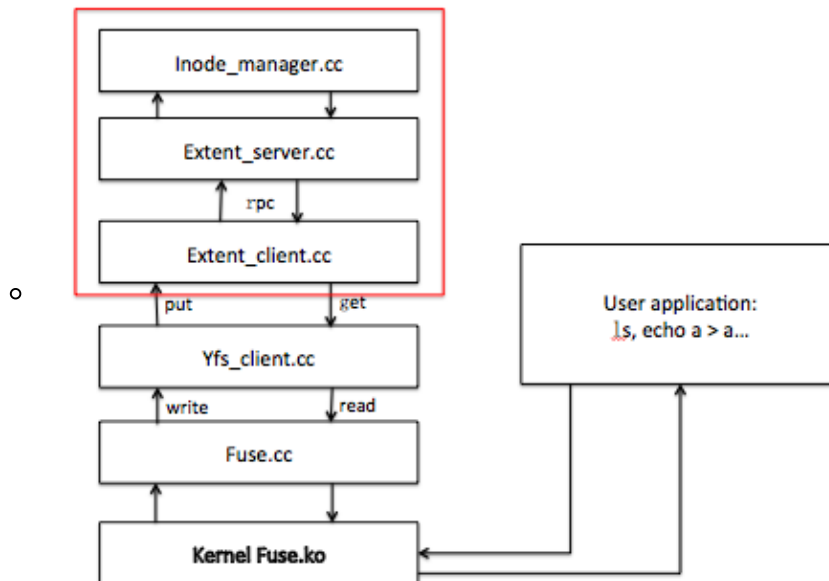 Inode_manager.cc
Extent_server.cc
rpc
Extent_client.cc
put
get
Yfs_client.cc
write
read
Fuse.cc
Kernel Fuse.ko
User application:
ls, echo a > a...